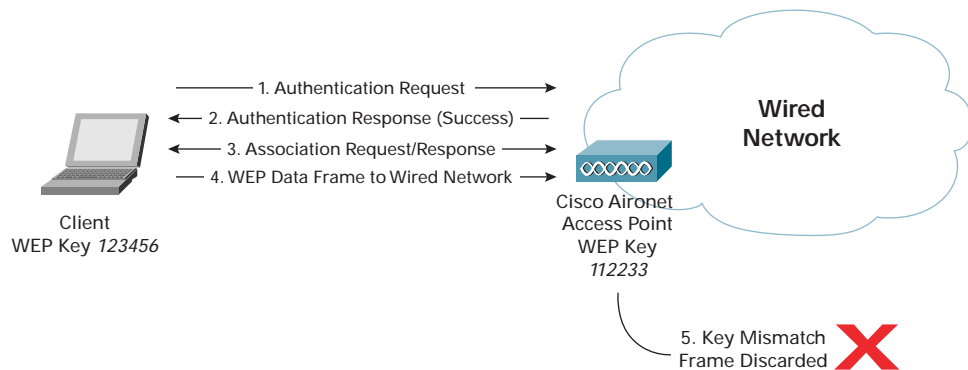 1. Authentication Request
2. Authentication Response (Success)
3. Association Request/Response
4. WEP Data Frame to Wired Network
Wired
Network
Client
WEP Key 123456
Cisco Aironet
Access Point
WEP Key
112233
5. Key Mismatch
Frame Discarded